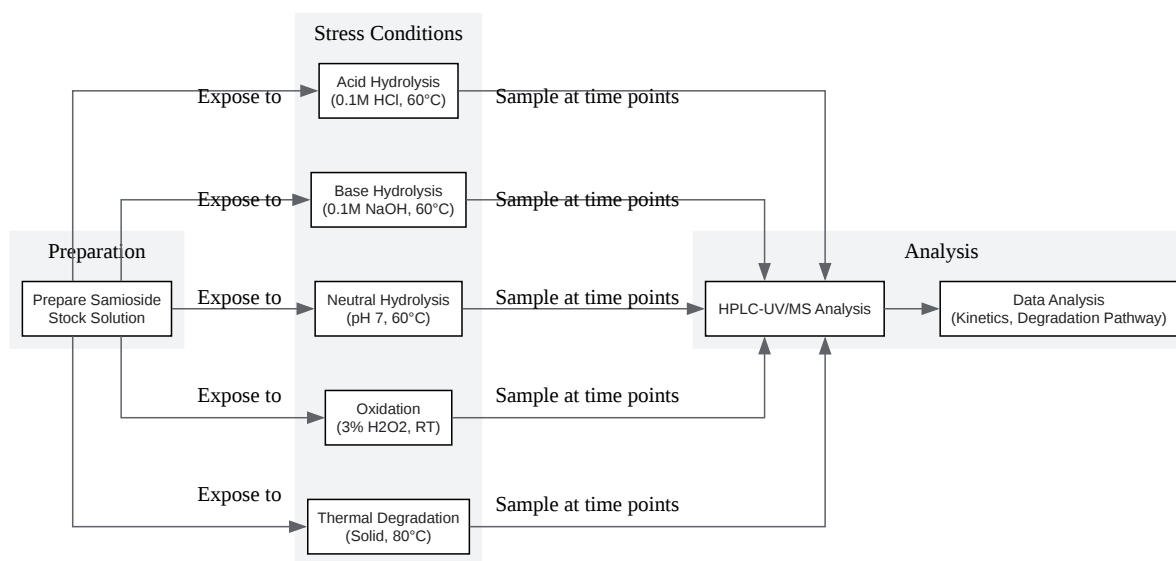 Stress Conditions
Acid Hydrolysis
(0.1M HCl, 60°C)
Expose to
Sample at time points
Base Hydrolysis
(0.1M NaOH, 60°C)
Expose to
Sample at time points
Preparation
Analysis
Prepare Samioside
Stock Solution
Expose to
Neutral Hydrolysis
(pH 7, 60°C)
Sample at time points
HPLC-UV/MS Analysis
Data Analysis
(Kinetics, Degradation Pathway)
Expose to
Oxidation
(3% H2O2, RT)
Sample at time points
Expose to
Thermal Degradation
(Solid, 80°C)
Sample at time points